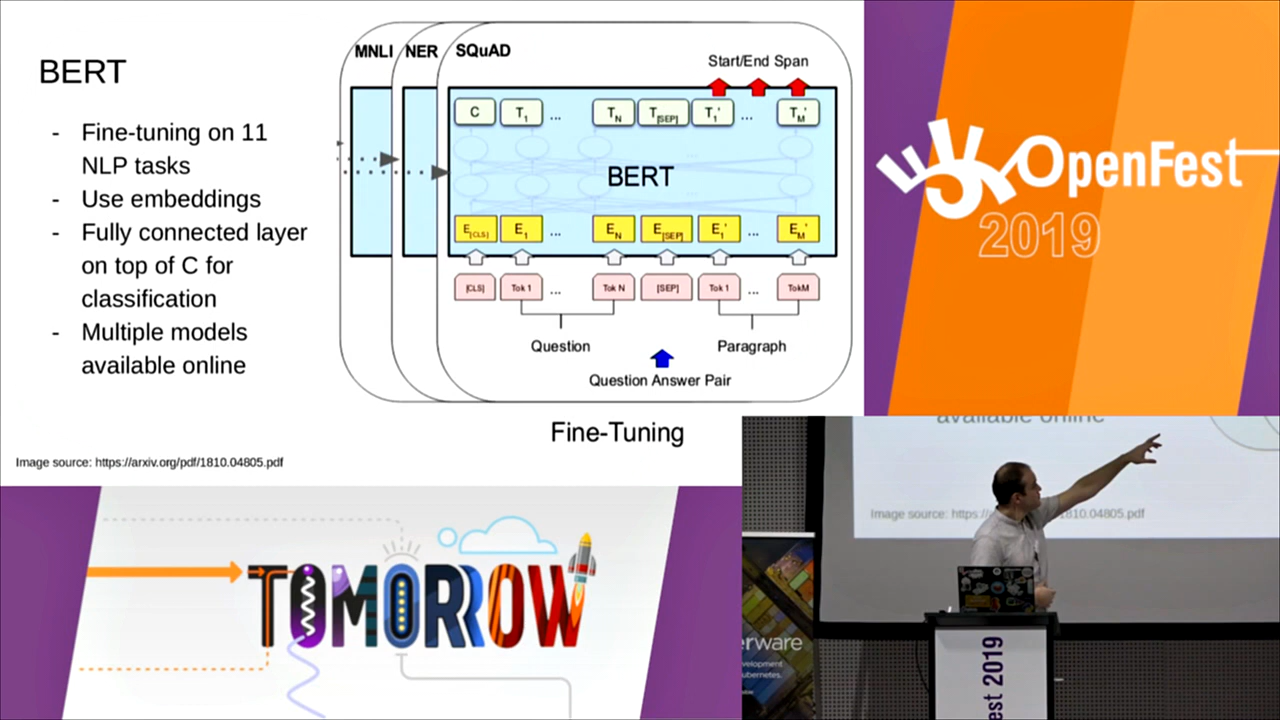 BERT
- Fine-tuning on 11
NLP tasks
- Use embeddings
- Fully connected layer
on top of C for
classification
- Multiple models
available online
MNLI
NER
SQuAD
Start/End Span
C
T1
...
TN
T[SEP]
T1'
...
TM'
BERT
E[CLS]
E1
...
EN
E[SEP]
E1'
...
EM'
[CLS]
Tok 1
...
Tok N
[SEP]
Tok 1
...
TokM
Question
Paragraph
Question Answer Pair
Fine-Tuning
Image source: https://arxiv.org/pdf/1810.04805.pdf
OpenFest
2019
TOMORROW
available online
Image source: https://
1810.04805.pdf
erware
velopment
ubernetes.
est 2019